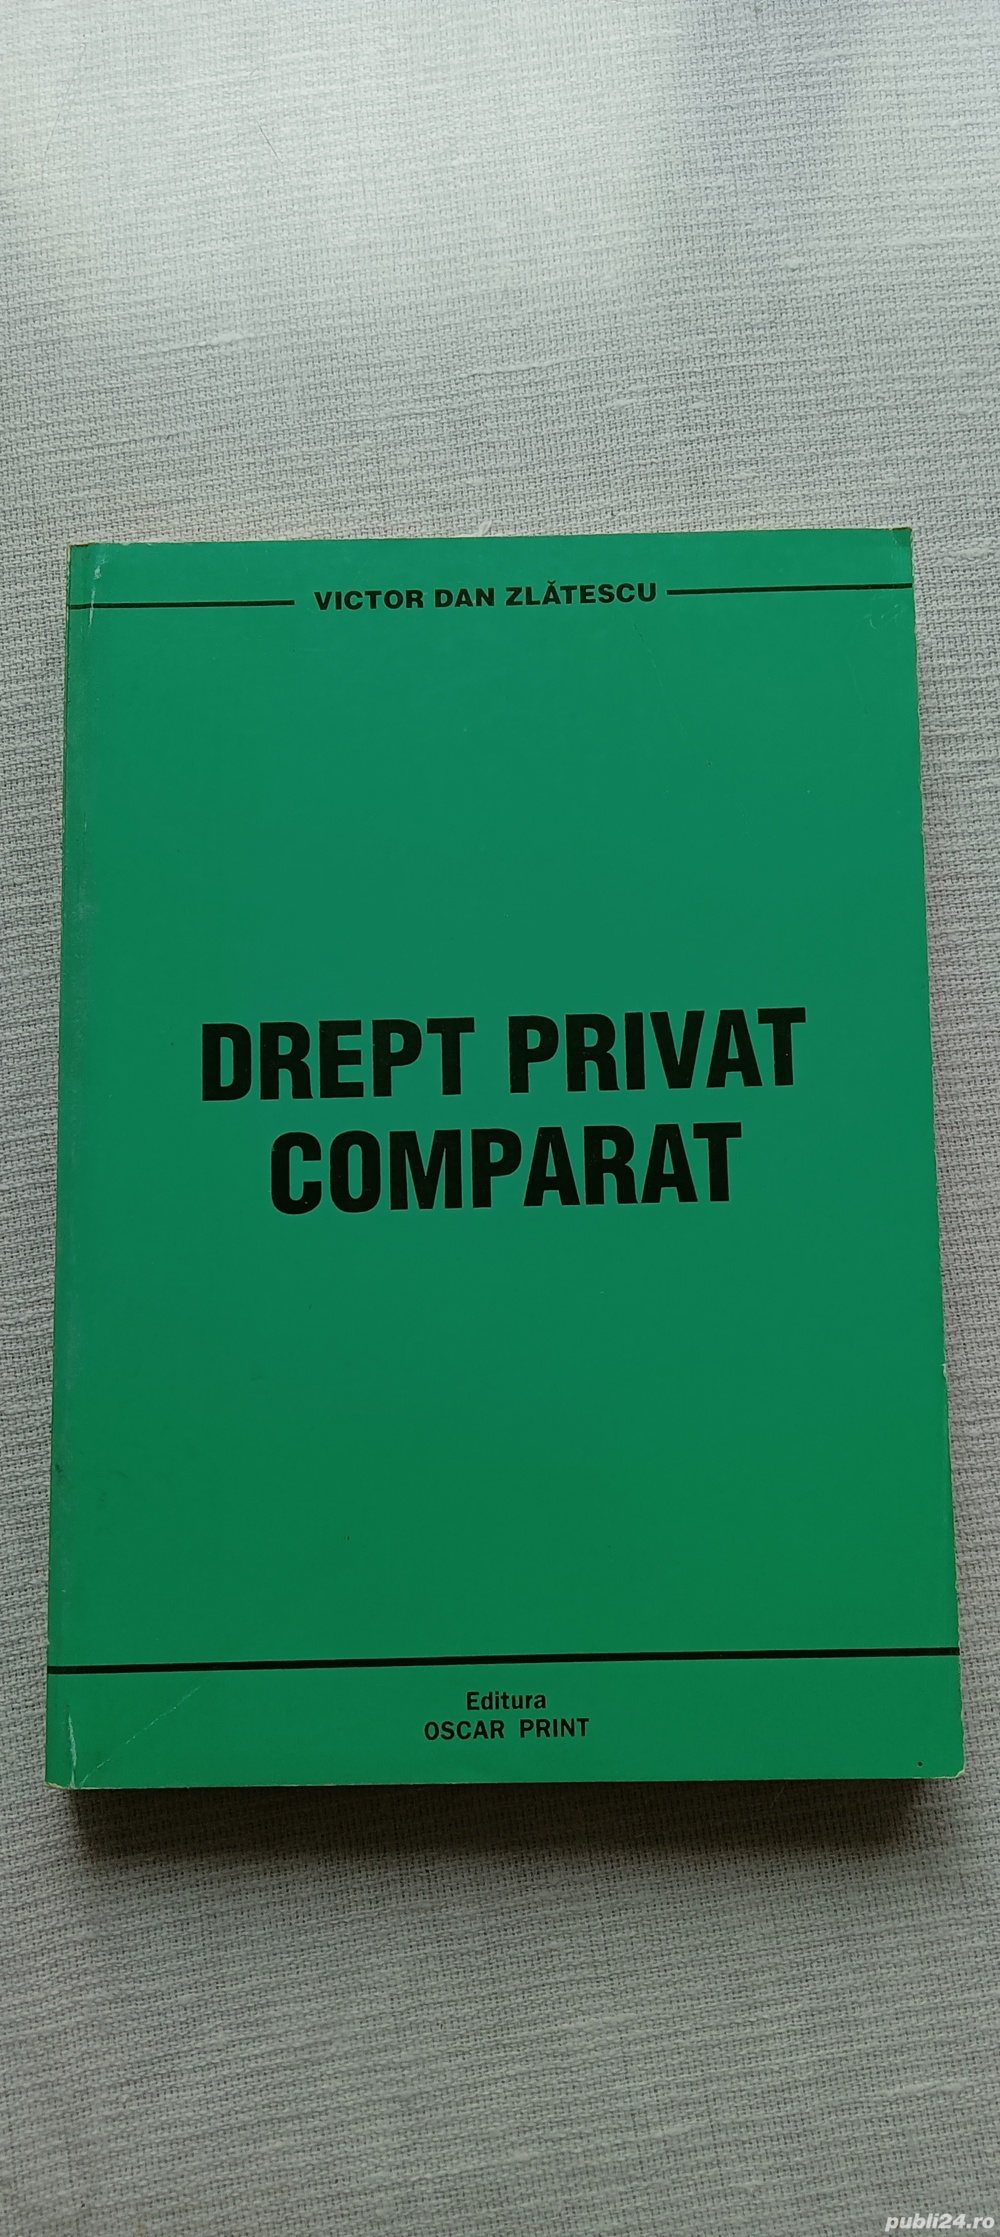 VICTOR DAN ZLĂTESCU
DREPT PRIVAT
COMPARAT
Editura
OSCAR PRINT
publi24.ro